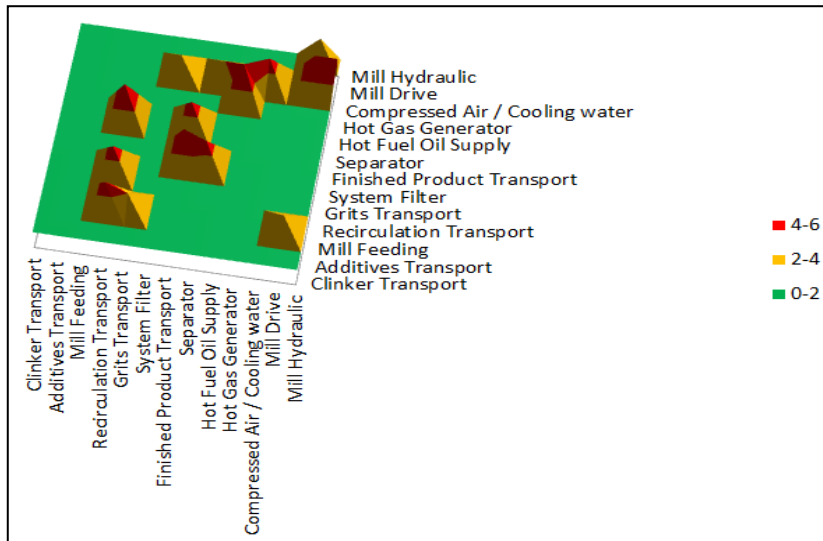 Mill Hydraulic
Mill Drive
Compressed Air / Cooling water
Hot Gas Generator
Hot Fuel Oil Supply
Separator
Finished Product Transport
System Filter
Grits Transport
Recirculation Transport
Mill Feeding
Additives Transport
Clinker Transport
4-6
2-4
0-2
Clinker Transport
Additives Transport
Mill Feeding
Recirculation Transport
Grits Transport
System Filter
Finished Product Transport
Separator
Hot Fuel Oil Supply
Hot Gas Generator
Compressed Air / Cooling water
Mill Drive
Mill Hydraulic